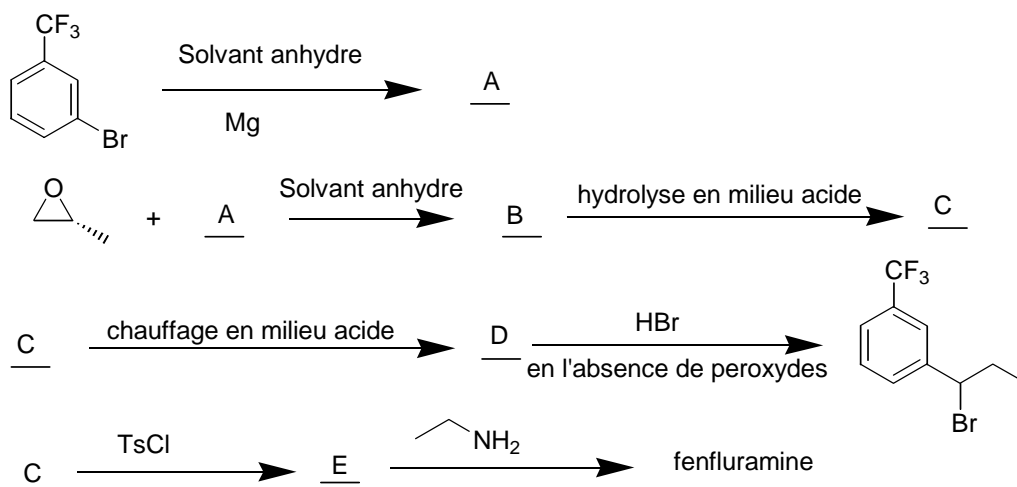 CF3
Solvant anhydre
A
Mg
Br
O
+ A
Solvant anhydre
B
hydrolyse en milieu acide
C
CF3
C
chauffage en milieu acide
D
HBr
en l'absence de peroxydes
Br
C
TsCl
E
NH2
fenfluramine